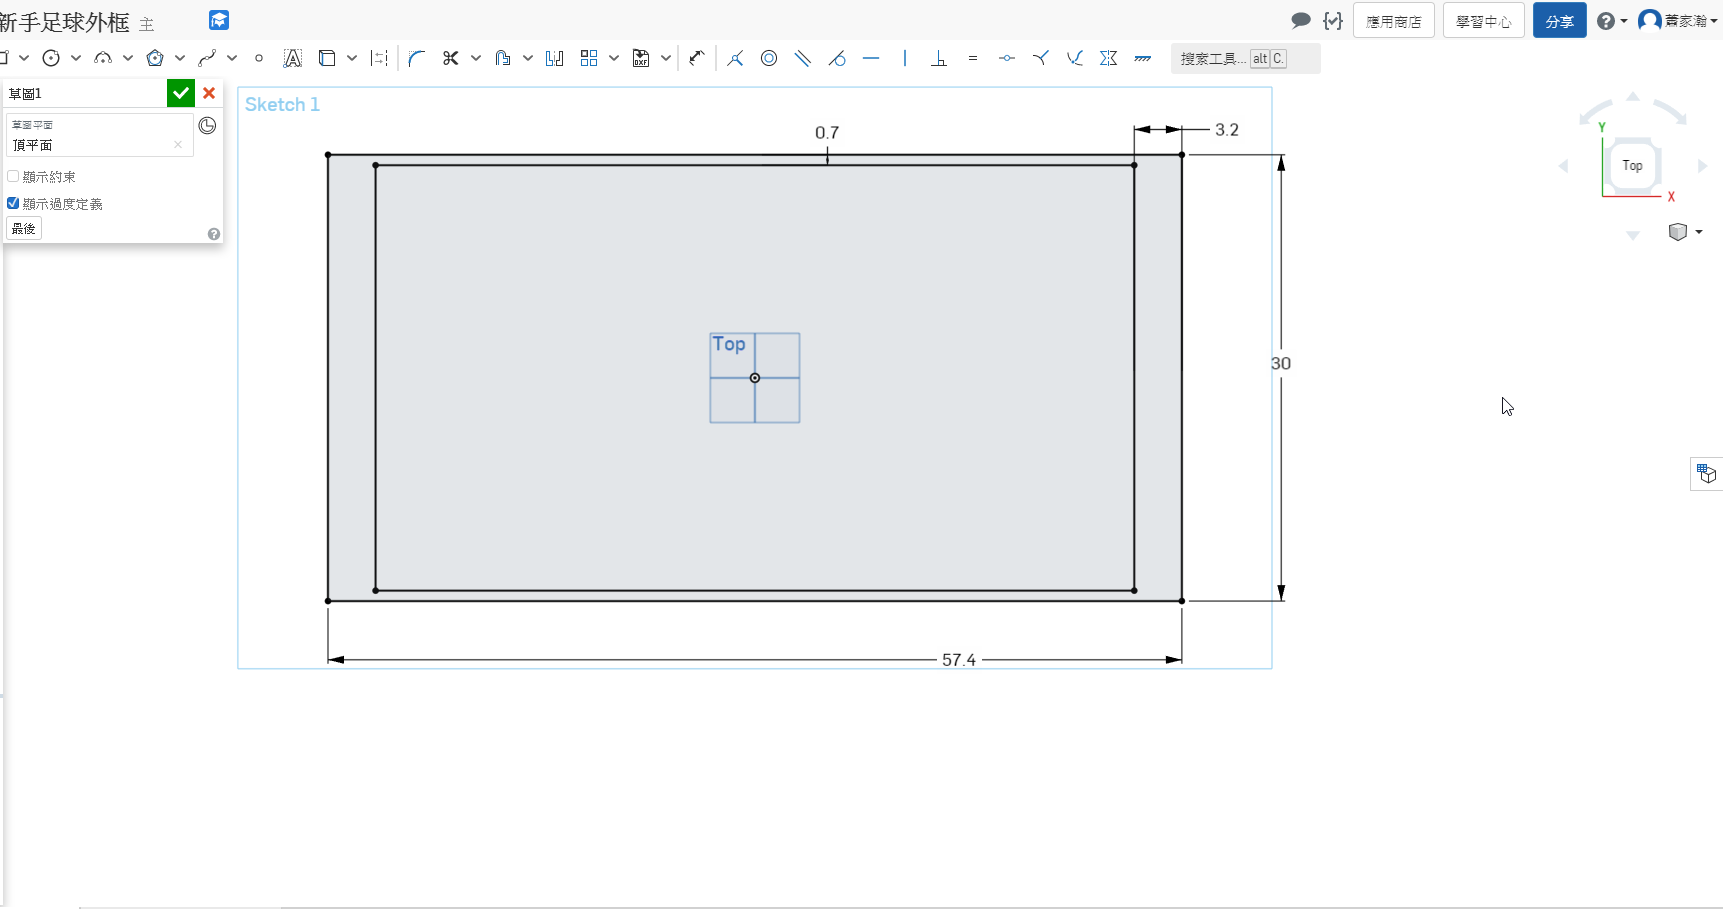 新手足球外框 主
應用商店
學習中心
分享
蕭家瀚
搜索工具... alt C.
草圖1
草圖平面
頂平面
顯示約束
顯示過度定義
最後
Sketch 1
0.7
3.2
Top
30
57.4
Y
Top
X
DXF